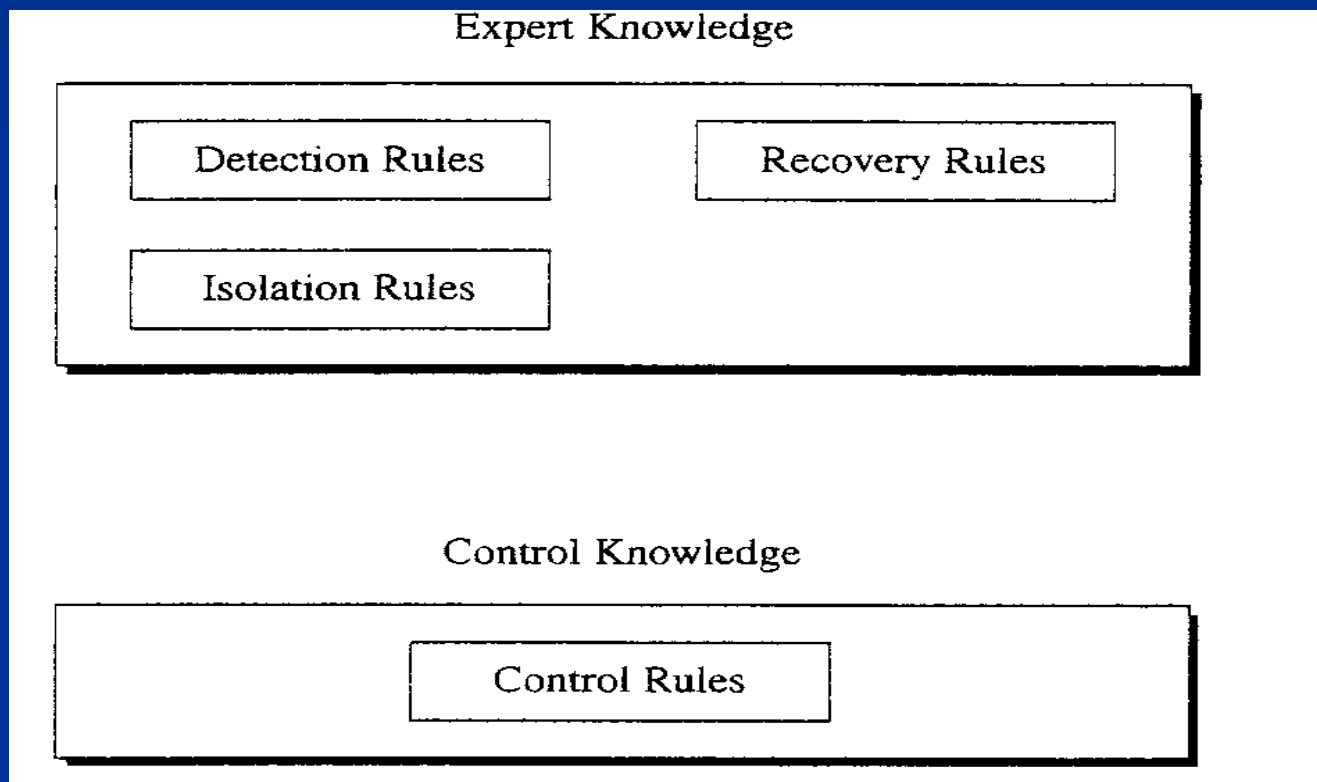 Expert Knowledge
Detection Rules
Recovery Rules
Isolation Rules
Control Knowledge
Control Rules